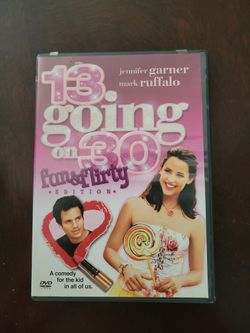 jennifer garner
mark ruffalo
13
going
on
30
fun&flirty
• EDITION •
A comedy
for the kid
in all of us.
DVD